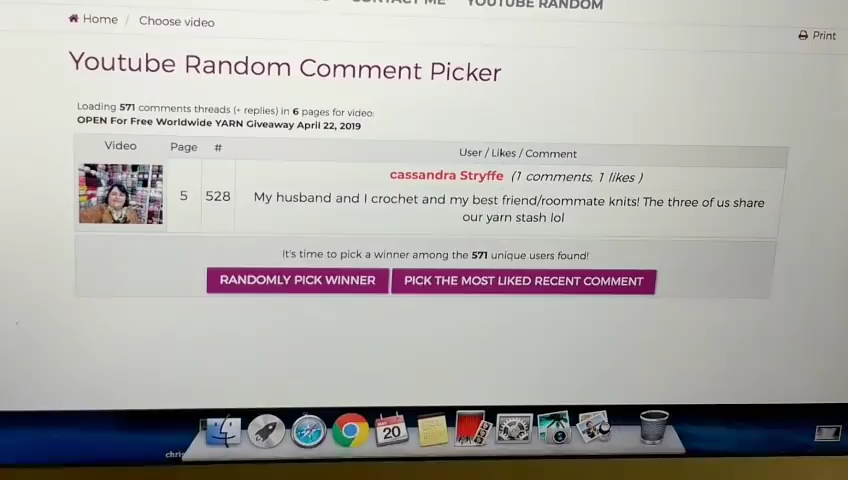 CONTACT ME YOUTUBE RANDOM
Home / Choose video
Print
Youtube Random Comment Picker
Loading 571 comments threads (+ replies) in 6 pages for video:
OPEN For Free Worldwide YARN Giveaway April 22, 2019
Video Page # User / Likes / Comment
cassandra Stryffe (1 comments, 1 likes )
5 528 My husband and I crochet and my best friend/roommate knits! The three of us share
our yarn stash lol
It's time to pick a winner among the 571 unique users found!
RANDOMLY PICK WINNER PICK THE MOST LIKED RECENT COMMENT
MAY
20
chris